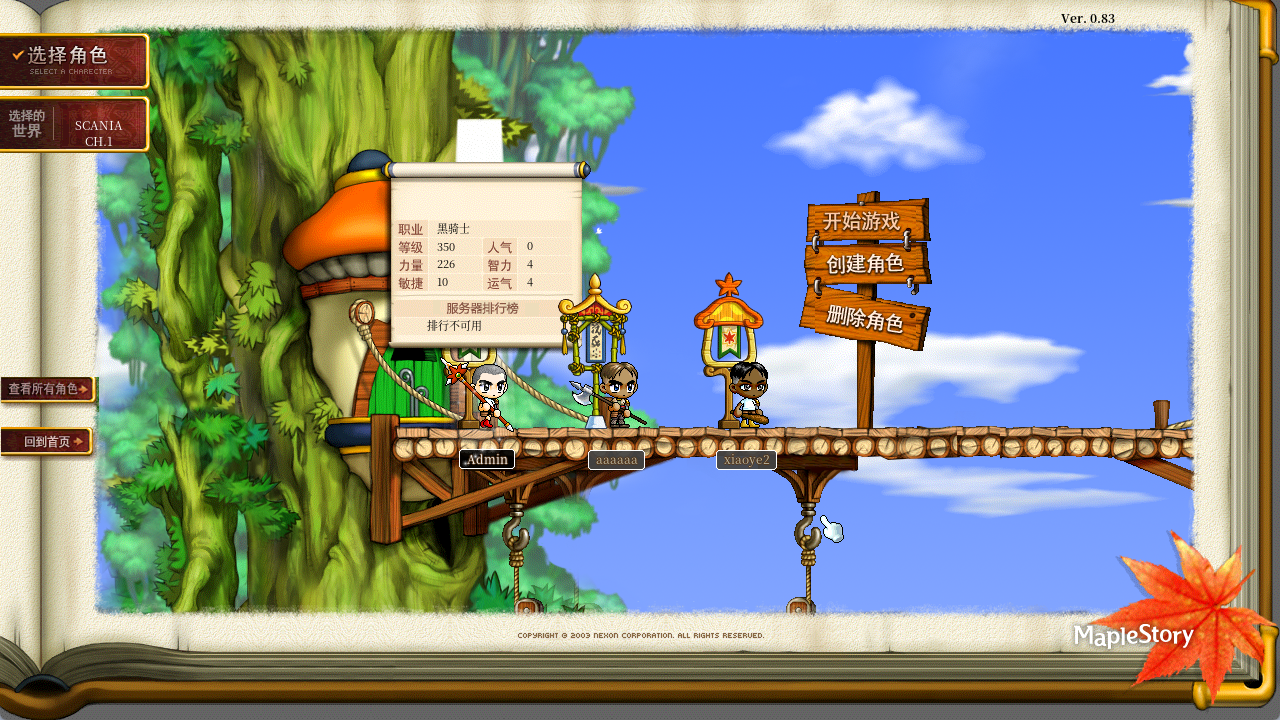 Ver. 0.83
选择角色
SELECT A CHARECTER
选择的
世界
SCANIA
CH.1
职业 黑骑士
等级 350 人气 0
力量 226 智力 4
敏捷 10 运气 4
服务器排行榜
排行不可用
开始游戏
创建角色
删除角色
查看所有角色
回到首页
Admin
aaaaaa
xiaoye2
COPYRIGHT @ 2003 NEXON CORPORATION. ALL RIGHTS RESERVED.
MapleStory